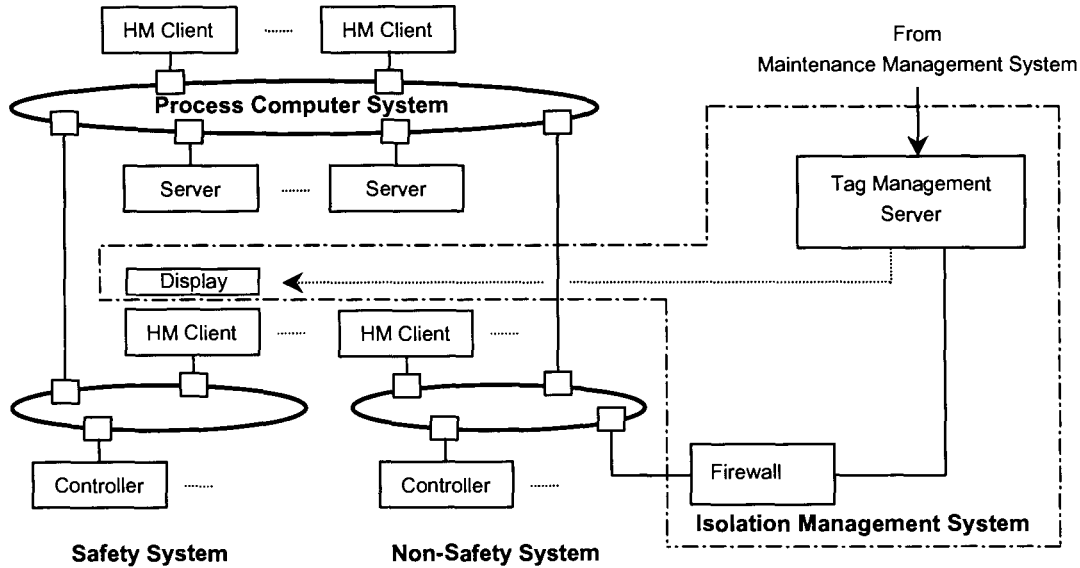 HM Client
HM Client
From
Maintenance Management System
Process Computer System
Server
Server
Tag Management
Server
Display
HM Client
HM Client
Controller
Controller
Firewall
Isolation Management System
Safety System
Non-Safety System